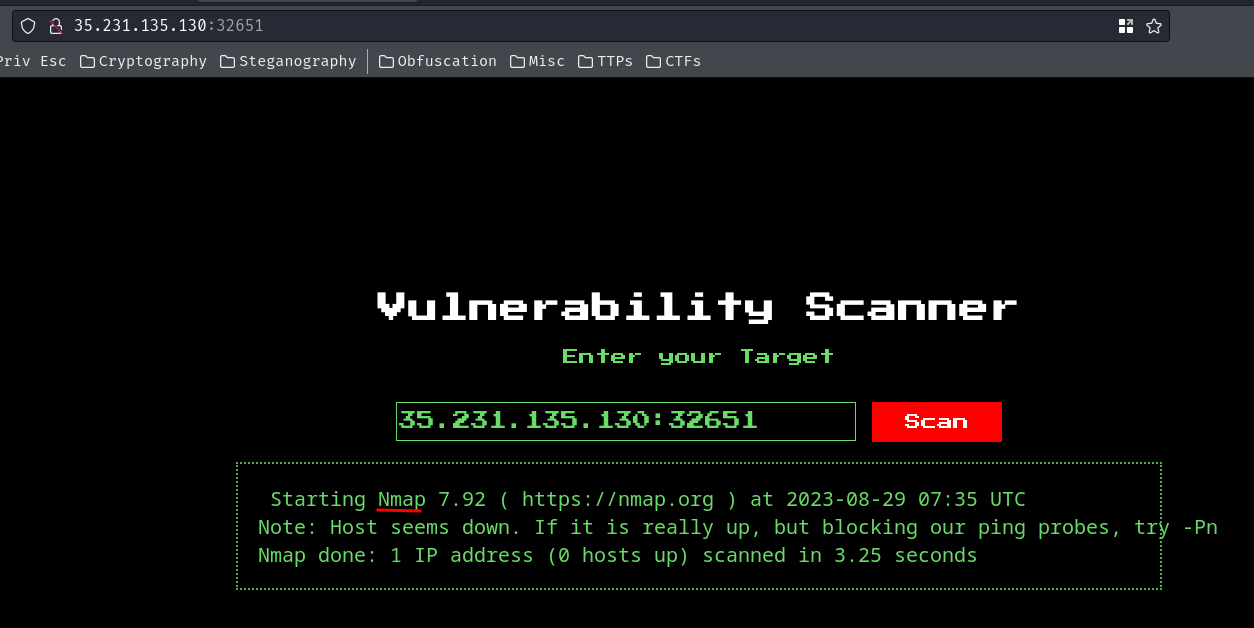 35.231.135.130:32651
Priv Esc Cryptography Steganography Obfuscation Misc TTPs CTFs
Vulnerability Scanner
Enter your Target
35.231.135.130:32651 Scan
Starting Nmap 7.92 ( https://nmap.org ) at 2023-08-29 07:35 UTC
Note: Host seems down. If it is really up, but blocking our ping probes, try -Pn
Nmap done: 1 IP address (0 hosts up) scanned in 3.25 seconds